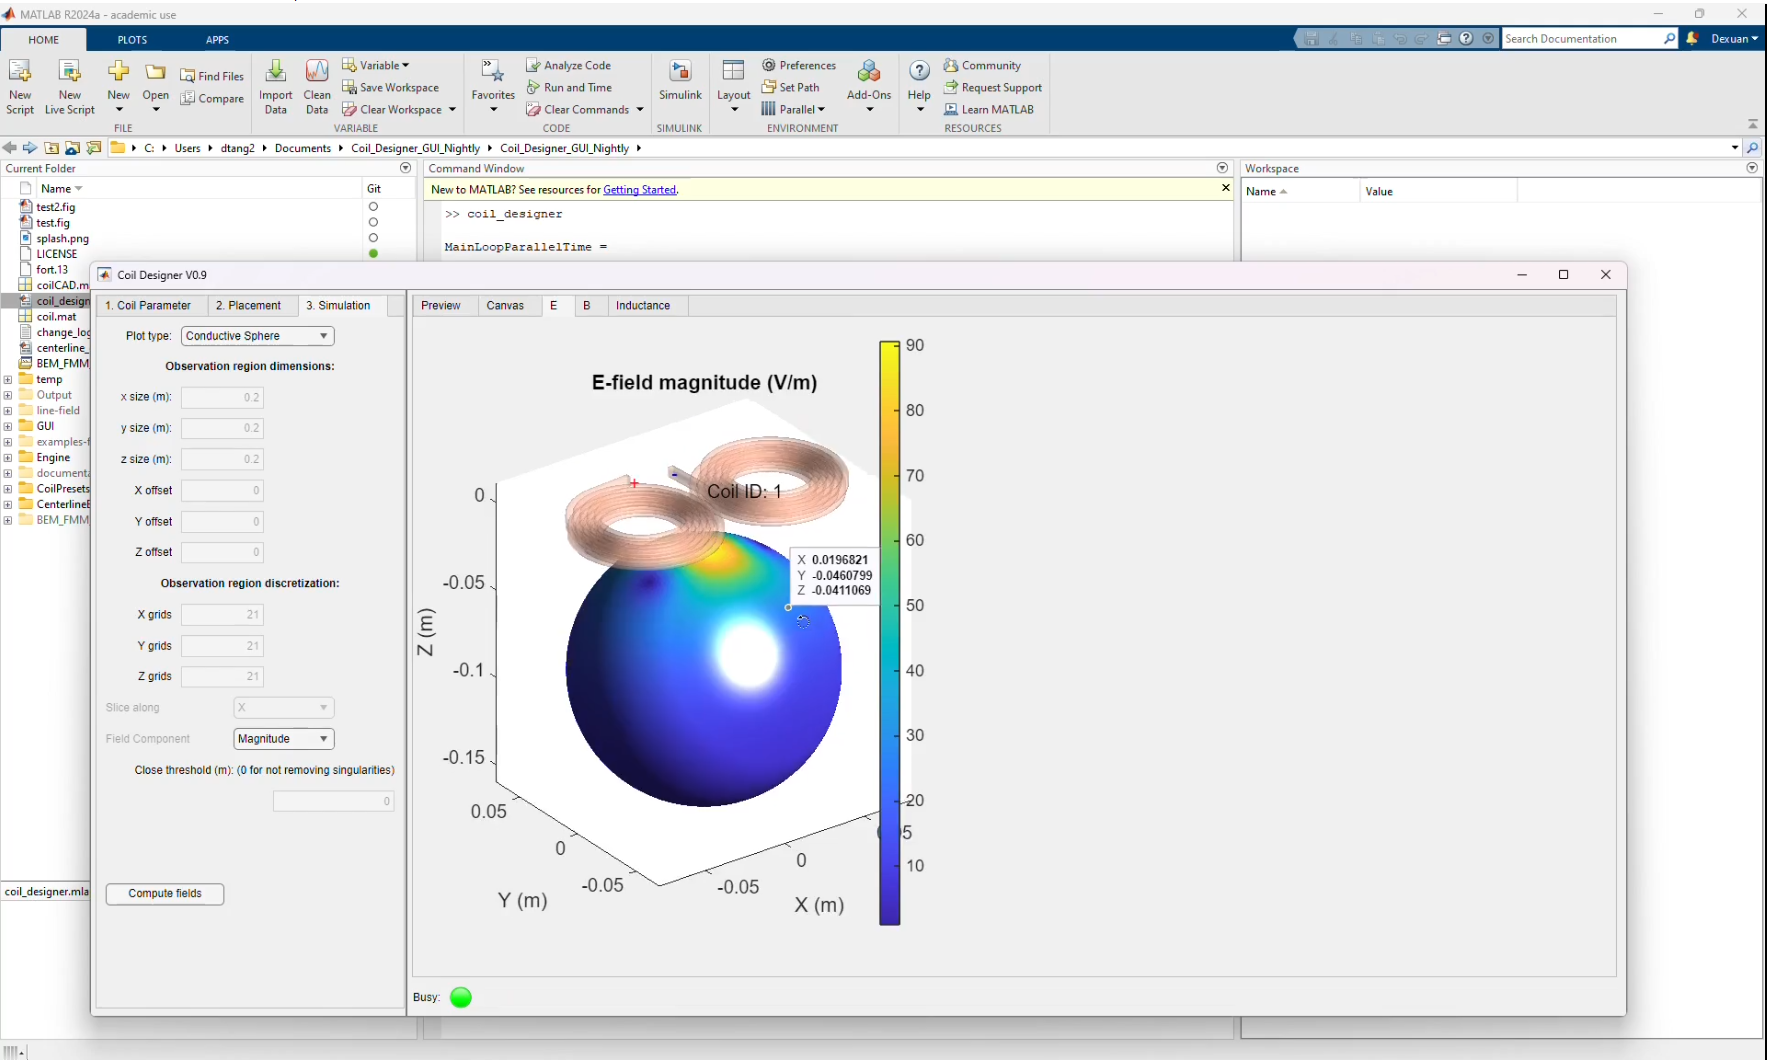 MATLAB R2024a - academic use
HOME PLOTS APPS
Search Documentation
Dexuan
New Script
New Live Script
New
Open
Find Files
Compare
FILE
Import Data
Clean Data
Variable
Save Workspace
Clear Workspace
VARIABLE
Favorites
Analyze Code
Run and Time
Clear Commands
CODE
Simulink
SIMULINK
Layout
Preferences
Set Path
Parallel
Add-Ons
ENVIRONMENT
Help
Community
Request Support
Learn MATLAB
RESOURCES
C: Users dtang2 Documents Coil_Designer_GUI_Nightly Coil_Designer_GUI_Nightly
Current Folder
Name Git
test2.fig
test.fig
splash.png
LICENSE
fort.13
coilCAD.m
coil_design
coil.mat
change_log
centerline_
BEM_FMM
temp
Output
line-field
GUI
examples-f
Engine
documenta
CoilPresets
CenterlineB
BEM_FMM
coil_designer.mla
Command Window
New to MATLAB? See resources for Getting Started.
>> coil_designer
MainLoopParallelTime =
Workspace
Name Value
Coil Designer V0.9
1. Coil Parameter 2. Placement 3. Simulation
Plot type: Conductive Sphere
Observation region dimensions:
x size (m): 0.2
y size (m): 0.2
z size (m): 0.2
X offset 0
Y offset 0
Z offset 0
Observation region discretization:
X grids 21
Y grids 21
Z grids 21
Slice along X
Field Component Magnitude
Close threshold (m): (0 for not removing singularities)
0
Compute fields
Preview Canvas E B Inductance
E-field magnitude (V/m)
Coil ID: 1
X 0.0196821
Y -0.0460799
Z -0.0411069
0
-0.05
-0.1
-0.15
Z (m)
0.05
0
-0.05
Y (m)
-0.05
0
X (m)
90
80
70
60
50
40
30
20
10
Busy: